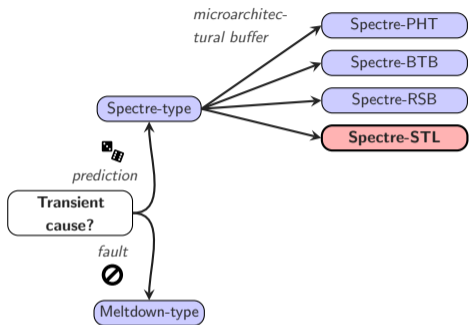 microarchitec-
tural buffer
Spectre-PHT
Spectre-BTB
Spectre-RSB
Spectre-STL
Spectre-type
prediction
Transient
cause?
fault
Meltdown-type